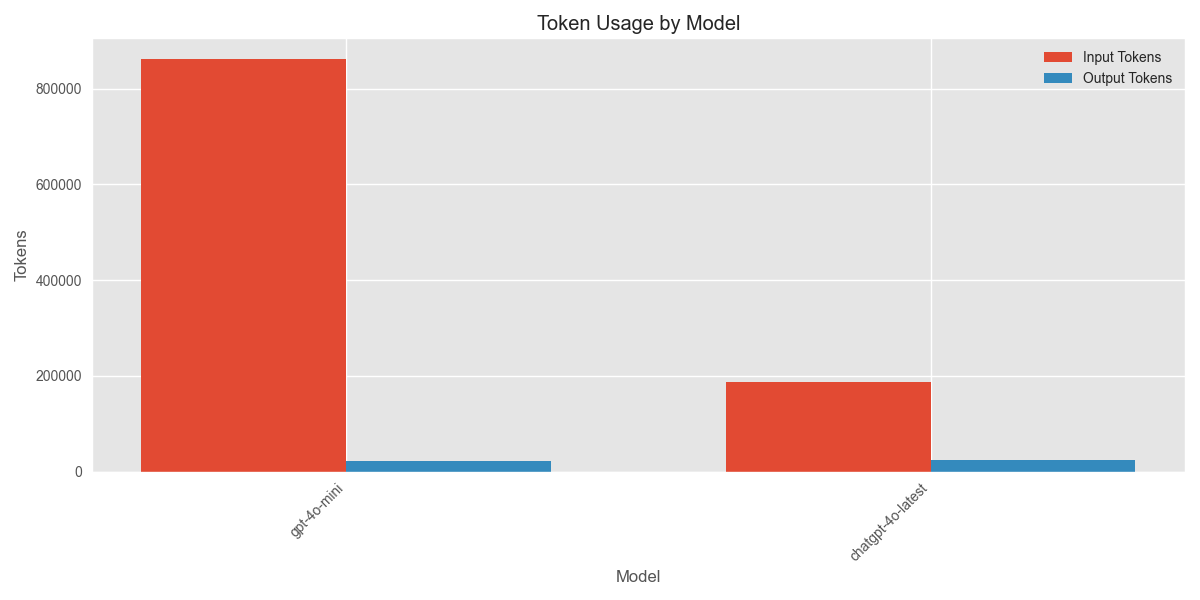 Token Usage by Model
Input Tokens
Output Tokens
800000
600000
400000
200000
0
Tokens
gpt-4o-mini
chatgpt-4o-latest
Model